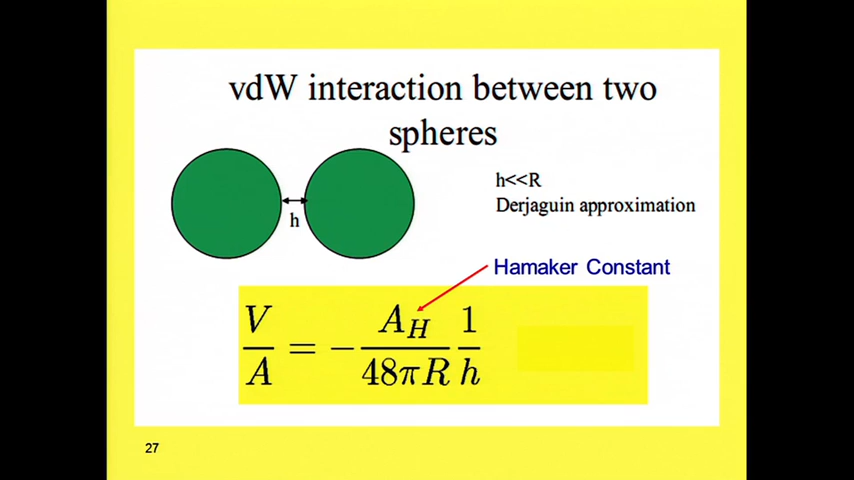 vdW interaction between two
spheres
h<<R
Derjaguin approximation
h
Hamaker Constant
V/A = -A_H/48πR 1/h
27